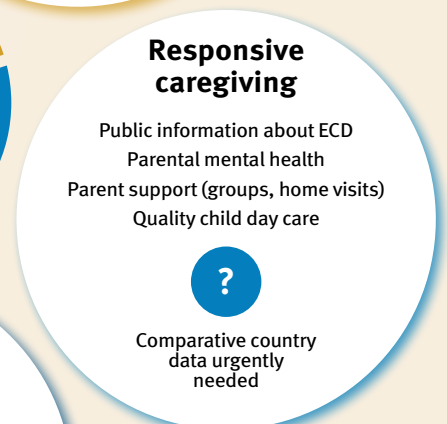 Responsive
caregiving
Public information about ECD
Parental mental health
Parent support (groups, home visits)
Quality child day care
?
Comparative country
data urgently
needed